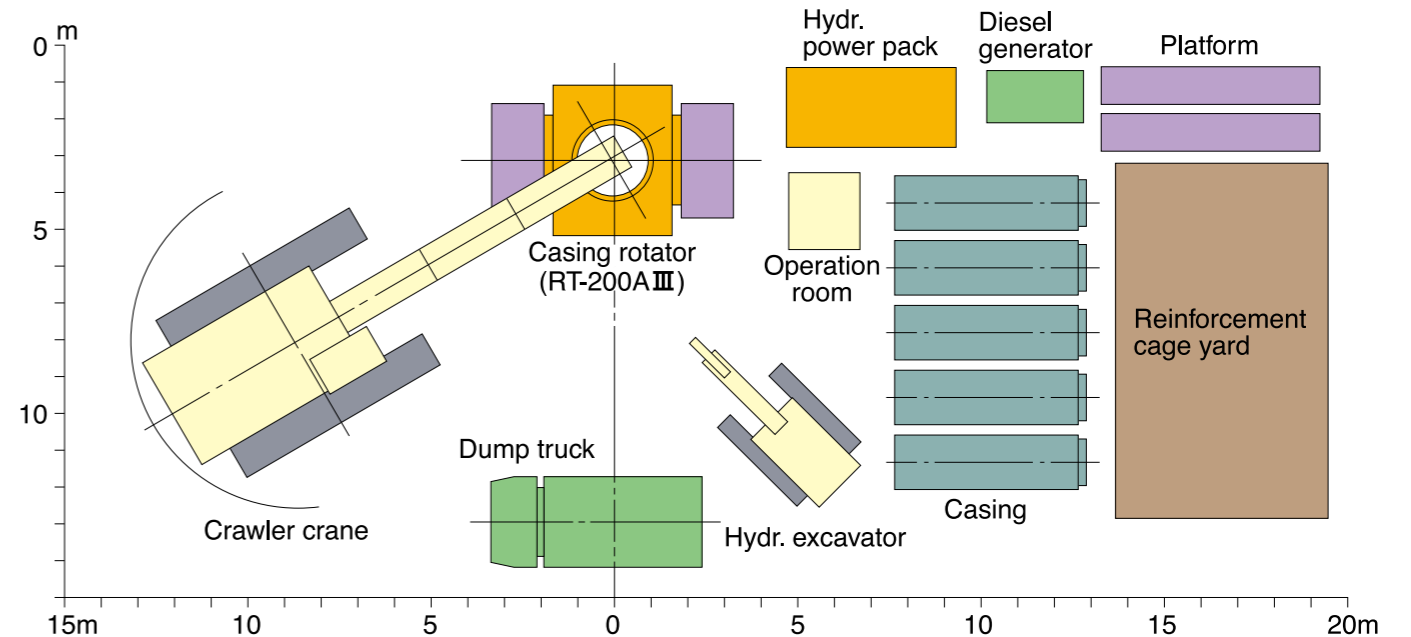 m
0
5
10
Hydr.
power pack
Diesel
generator
Platform
Casing rotator
(RT-200AⅢ)
Operation
room
Reinforcement
cage yard
Dump truck
Crawler crane
Hydr. excavator
Casing
15m
10
5
0
5
10
15
20m